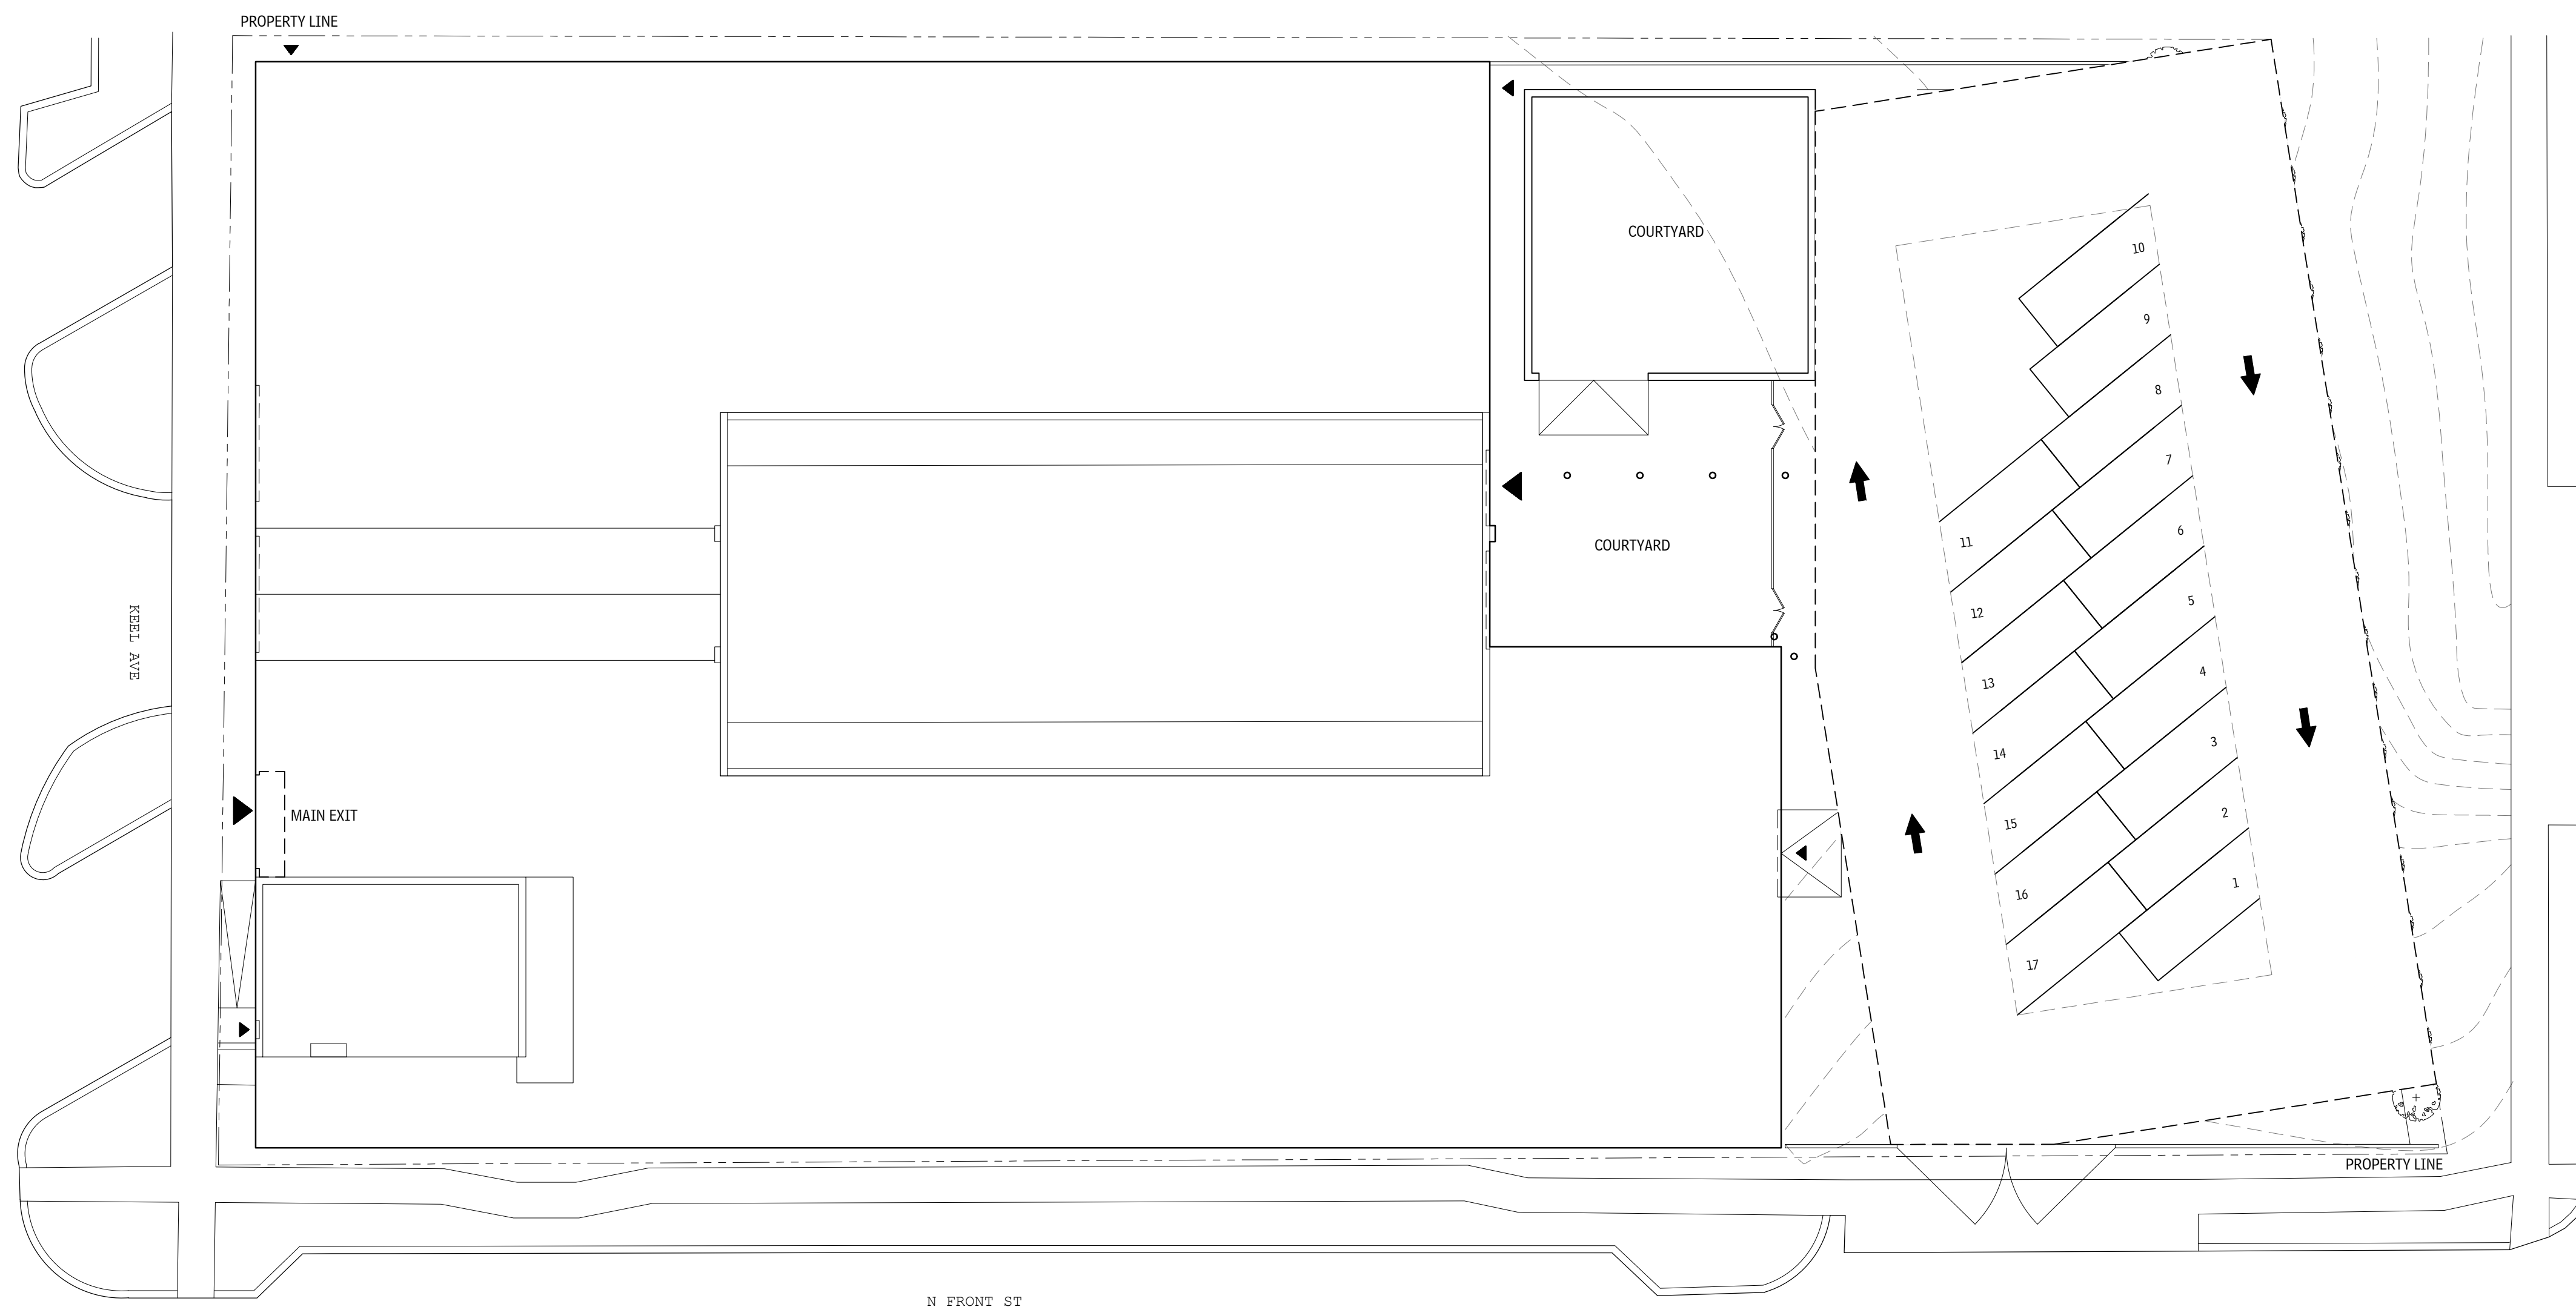 PROPERTY LINE
COURTYARD
10
9
8
7
11
6
COURTYARD
5
12
KEEL AVE
4
13
3
14
2
MAIN EXIT
15
1
16
17
PROPERTY LINE
N FRONT ST